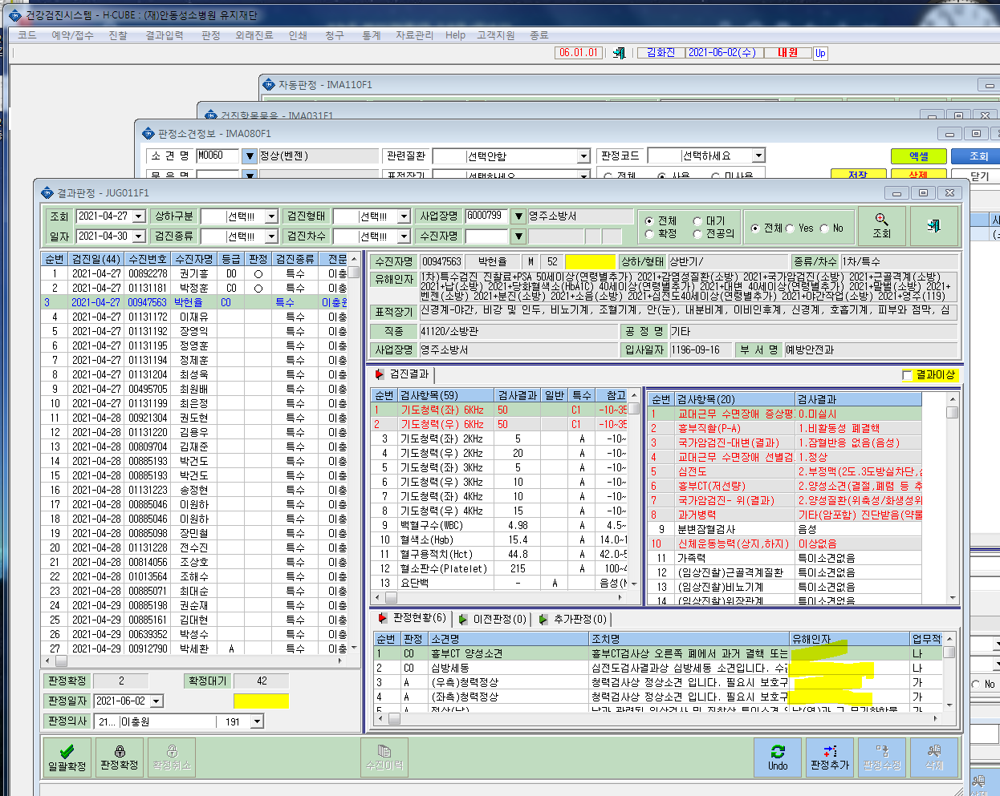 건강검진시스템 - H-CUBE : (재)안동성소병원 유지재단
코드 예약/접수 진찰 결과입력 판정 외래진료 인쇄 청구 통계 자료관리 Help 고객지원 종료
06.01.01 김화진 2021-06-02(수) 내원 Up
자동판정 - IMA110F1
검진항목묶음 - IMA031F1
판정소견정보 - IMA080F1
소 견 명 M0060 정상(벤젠) 관련질환 선택안함 판정코드 선택하세요 엑셀 조회
묶 음 명 표적장기 선택하세요 전체 사용 미사용 저장 삭제 닫기
결과판정 - JUG011F1
조회 2021-04-27 상하구분 선택!!! 검진형태 선택!!! 사업장명 G000799 영주소방서 전체 대기
일자 2021-04-30 검진종류 선택!!! 검진차수 선택!!! 수진자명 확정 전공의 전체 Yes No 조회
순번 검진일(44) 수진번호 수진자명 등급 판정 검진종류 전문
1 2021-04-27 00892278 권기홍 D0 ○ 특수 이충
2 2021-04-27 01131181 박정훈 C0 ○ 특수 이충
3 2021-04-27 00947563 박헌율 C0 특수 이충원
4 2021-04-27 01131172 이재유 특수 이충
5 2021-04-27 01131192 장영익 특수 이충
6 2021-04-27 01131195 정영훈 특수 이충
7 2021-04-27 01131194 정제훈 특수 이충
8 2021-04-27 01131204 최성욱 특수 이충
9 2021-04-27 00495705 최원배 특수 이충
10 2021-04-27 01131199 최은정 특수 이충
11 2021-04-28 00921304 권도현 특수 이충
12 2021-04-28 01131220 김용우 특수 이충
13 2021-04-28 00809704 김재준 특수 이충
14 2021-04-28 00885193 박건도 특수 이충
15 2021-04-28 00885193 박건도 특수 이충
16 2021-04-28 01131223 송정현 특수 이충
17 2021-04-28 00885046 이원하 특수 이충
18 2021-04-28 00885046 이원하 특수 이충
19 2021-04-28 00885098 장민철 특수 이충
20 2021-04-28 01131228 전수진 특수 이충
21 2021-04-28 00814056 조상호 특수 이충
22 2021-04-28 01013564 조해수 특수 이충
23 2021-04-28 00885071 최대순 특수 이충
24 2021-04-29 00885198 권순재 특수 이충
25 2021-04-29 00885161 김대현 특수 이충
26 2021-04-29 00639352 박성수 특수 이충
27 2021-04-29 00912790 박세환 A 특수 이충
판정확정 2 확정대기 42
판정일자 2021-06-02
판정의사 21... 이충원 191
수진자명 00947563 박헌율 M 52 상하/형태 상반기/ 종류/차수 1차/특수
유해인자 1차)특수검진 진찰료+PSA 50세이상(연령별추가) 2021+감염성질환(소방) 2021+국가암검진(소방) 2021+근골격계(소방)
2021+납(소방) 2021+당화혈색소(HbA1C) 40세이상(연령별추가) 2021+대변 40세이상(연령별추가) 2021+말벌(소방) 2021+
벤젠(소방) 2021+분진(소방) 2021+소음(소방) 2021+심전도40세이상(연령별추가) 2021+야간작업(소방) 2021+영주(119)
표적장기 신경계-야간, 비강 및 인두, 비뇨기계, 조혈기계, 안(눈), 내분비계, 이비인후계, 신경계, 호흡기계, 피부와 점막, 심
직종 41120/소방관 공 정 명 기타
사업장명 영주소방서 입사일자 1196-09-16 부 서 명 예방안전과
검진결과 결과이상
순번 검사항목(59) 검사결과 일반 특수 참고
1 기도청력(좌) 6KHz 50 C1 -10~35
2 기도청력(우) 6KHz 50 C1 -10~35
3 기도청력(좌) 2KHz 5 A -10~
4 기도청력(우) 2KHz 20 A -10~
5 기도청력(좌) 3KHz 5 A -10~
6 기도청력(우) 3KHz 10 A -10~
7 기도청력(좌) 4KHz 10 A -10~
8 기도청력(우) 4KHz 15 A -10~
9 백혈구수(WBC) 4.98 A 4.5~
10 혈색소(Hgb) 15.4 A 14.0~1
11 혈구용적치(Hct) 44.8 A 42.0~5
12 혈소판수(Platelet) 215 A 100~4
13 요단백 - A 음성(N
순번 검사항목(20) 검사결과
1 교대근무 수면장애 증상평 0.미실시
2 흉부직촬(P-A) 1.비활동성 폐결핵
3 국가암검진-대변(결과) 1.잠혈반응 없음(음성)
4 교대근무 수면장애 선별검 1.정상
5 심전도 2.부정맥(2도.3도방실차단,
6 흉부CT(저선량) 2.양성소견(결절,폐렴 등 추
7 국가암검진- 위(결과) 2.양성질환(위축성/화생성위
8 과거병력 기타(암포함) 진단받음(약물
9 분변잠혈검사 음성
10 신체운동능력(상지,하지) 이상없음
11 가족력 특이소견없음
12 (임상진찰)근골격계질환 특이소견없음
13 (임상진찰)비뇨기계 특이소견없음
14 (임상진찰)위장관계 특이소견없음
판정현황(6) 이전판정(0) 추가판정(0)
순번 판정 소견명 조치명 유해인자 업무적
1 C0 흉부CT 양성소견 흉부CT검사상 오른쪽 폐에서 과거 결핵 또는 나
2 C0 심방세동 심전도검사결과상 심방세동 소견입니다. 수검 나
3 A (우측)청력정상 청력검사상 정상소견 입니다. 필요시 보호구 가
4 A (좌측)청력정상 청력검사상 정상소견 입니다. 필요시 보호구 가
5 A 정상(납) 납과 관련된 임상검사 및 진찰상 특이소견 납(연)과 그 무기화합물 가
일괄확정 판정확정 확정취소 수진이력 Undo 판정추가 판정수정 삭제